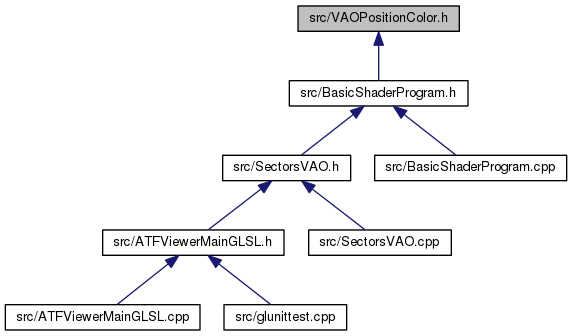 src/VAOPositionColor.h
src/BasicShaderProgram.h
src/SectorsVAO.h
src/BasicShaderProgram.cpp
src/ATFViewerMainGLSL.h
src/SectorsVAO.cpp
src/ATFViewerMainGLSL.cpp
src/glunittest.cpp